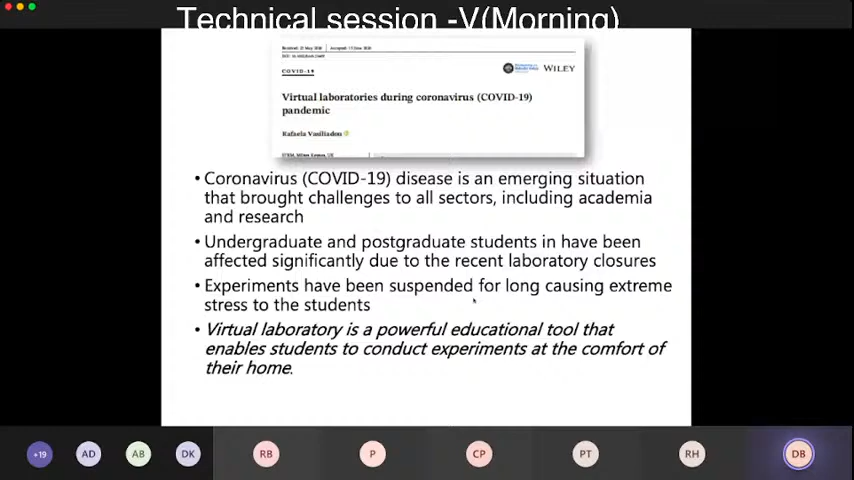 Technical session -V(Morning)
COVID-19
WILEY
Virtual laboratories during coronavirus (COVID-19)
pandemic
Rafaela Vasiliadou
• Coronavirus (COVID-19) disease is an emerging situation
that brought challenges to all sectors, including academia
and research
• Undergraduate and postgraduate students in have been
affected significantly due to the recent laboratory closures
• Experiments have been suspended for long causing extreme
stress to the students
• Virtual laboratory is a powerful educational tool that
enables students to conduct experiments at the comfort of
their home.
+19 AD AB DK RB P CP PT RH DB